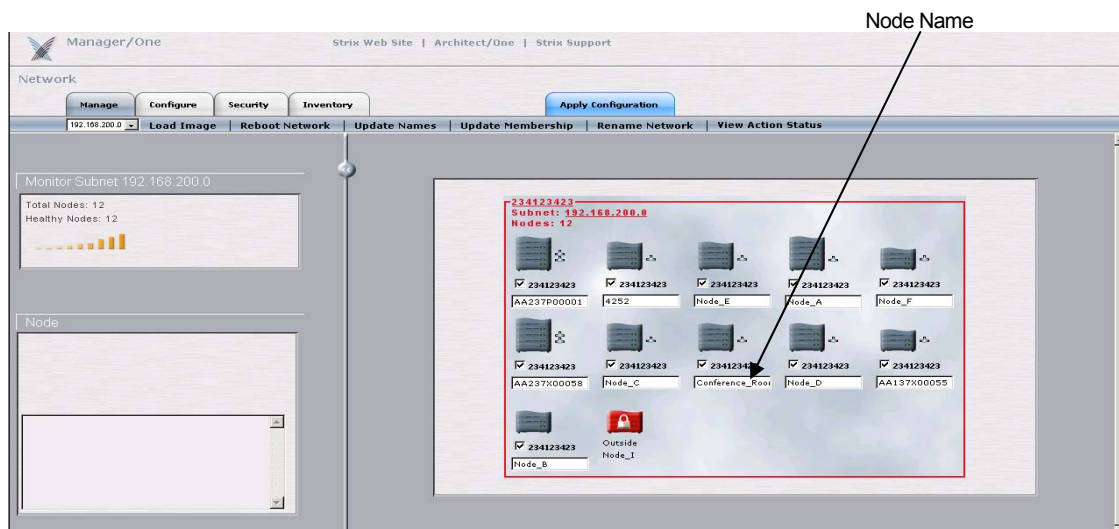 Node Name
Manager/One
Strix Web Site | Architect/One | Strix Support
Network
Manage Configure Security Inventory Apply Configuration
192.168.200.0 Load Image | Reboot Network | Update Names | Update Membership | Rename Network | View Action Status
Monitor Subnet 192.168.200.0
Total Nodes: 12
Healthy Nodes: 12
Node
234123423
Subnet: 192.168.200.0
Nodes: 12
234123423 234123423 234123423 234123423 234123423
AA237P00001 4252 Node_E Node_A Node_F
234123423 234123423 234123423 234123423 234123423
AA237X00058 Node_C Conference_Roo Node_D AA137X00055
234123423 Outside
Node_I
Node_B